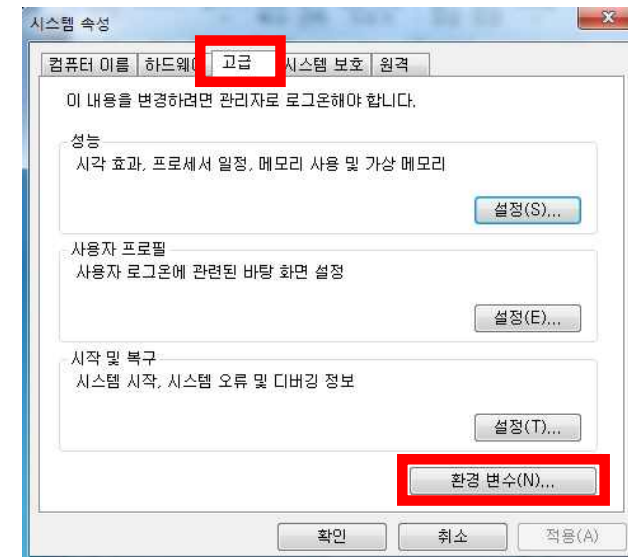 시스템 속성
컴퓨터 이름 하드웨어 고급 시스템 보호 원격
이 내용을 변경하려면 관리자로 로그온해야 합니다.
성능
시각 효과, 프로세서 일정, 메모리 사용 및 가상 메모리
설정(S)...
사용자 프로필
사용자 로그온에 관련된 바탕 화면 설정
설정(E)...
시작 및 복구
시스템 시작, 시스템 오류 및 디버깅 정보
설정(T)...
환경 변수(N)...
확인 취소 적용(A)